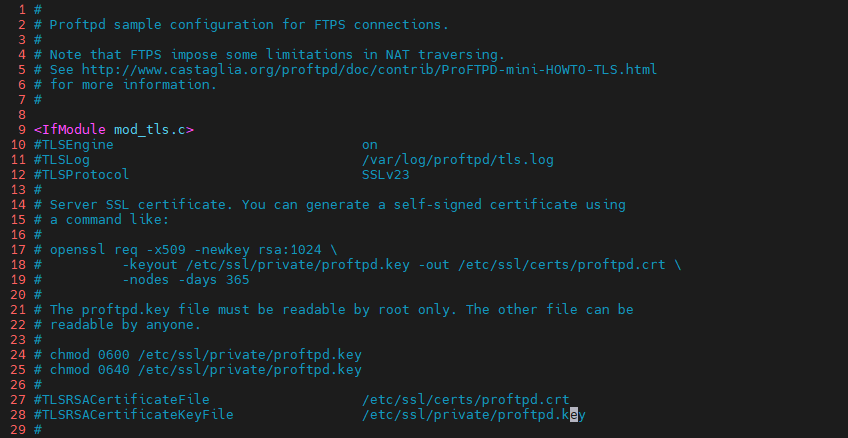 1 #
2 # Proftpd sample configuration for FTPS connections.
3 #
4 # Note that FTPS impose some limitations in NAT traversing.
5 # See http://www.castaglia.org/proftpd/doc/contrib/ProFTPD-mini-HOWTO-TLS.html
6 # for more information.
7 #
8
9 <IfModule mod_tls.c>
10 #TLSEngine                               on
11 #TLSLog                                  /var/log/proftpd/tls.log
12 #TLSProtocol                             SSLv23
13 #
14 # Server SSL certificate. You can generate a self-signed certificate using
15 # a command like:
16 #
17 # openssl req -x509 -newkey rsa:1024 \
18 #          -keyout /etc/ssl/private/proftpd.key -out /etc/ssl/certs/proftpd.crt \
19 #          -nodes -days 365
20 #
21 # The proftpd.key file must be readable by root only. The other file can be
22 # readable by anyone.
23 #
24 # chmod 0600 /etc/ssl/private/proftpd.key
25 # chmod 0640 /etc/ssl/private/proftpd.key
26 #
27 #TLSRSACertificateFile                   /etc/ssl/certs/proftpd.crt
28 #TLSRSACertificateKeyFile                /etc/ssl/private/proftpd.key
29 #